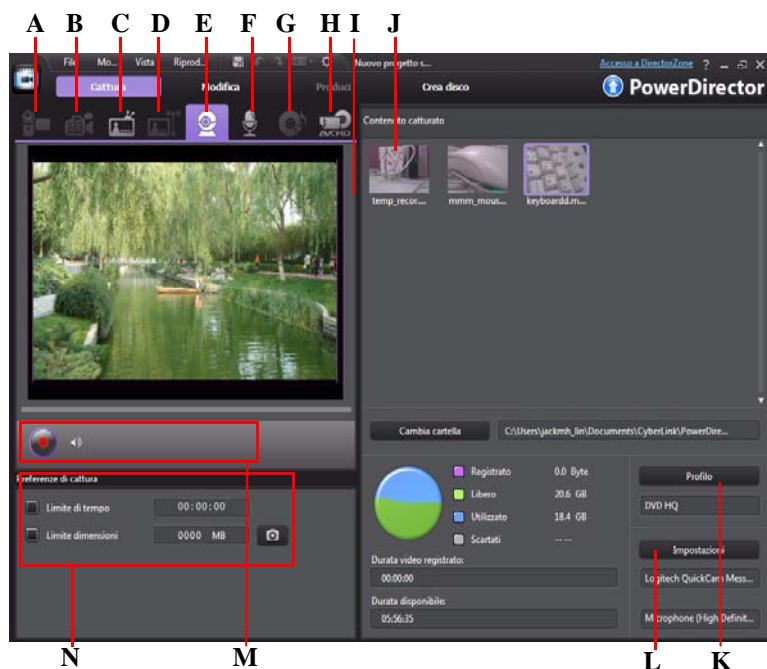 A B C D E F G H I J
File Mo... Vista Riprod... Nuovo progetto s... Accesso a DirectorZone ?
Cattura Modifica Produci Crea disco PowerDirector
AVCHD
Contenuto catturato
temp_recor.... mmm_mous... keyboardd.m...
Cambia cartella C:\Users\jackmh_lin\Documents\CyberLink\PowerDire...
Preferenze di cattura
Limite di tempo 00:00:00
Limite dimensioni 0000 MB
Registrato 0.0 Byte
Libero 20.6 GB
Utilizzato 18.4 GB
Scartati -- --
Durata video registrato:
00:00:00
Durata disponibile:
05:56:35
Profilo
DVD HQ
Impostazioni
Logitech QuickCam Mess...
Microphone (High Definit...
N M L K